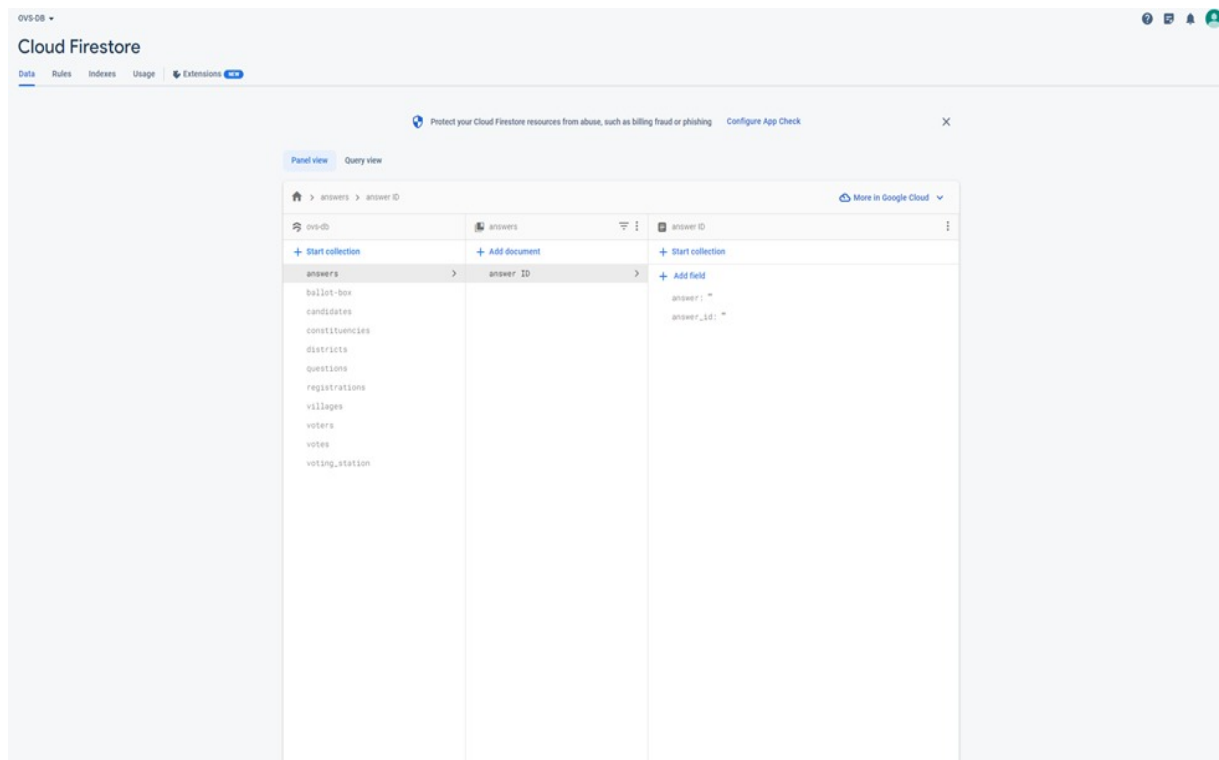 OVS-DB
Cloud Firestore
Data Rules Indexes Usage Extensions NEW
Protect your Cloud Firestore resources from abuse, such as billing fraud or phishing Configure App Check
Panel view Query view
answers > answer ID More in Google Cloud
ovs-db answers answer ID
+ Start collection + Add document + Start collection
answers answer ID + Add field
ballot-box
answer: ""
candidates
answer_id: ""
constituencies
districts
questions
registrations
villages
voters
votes
voting_station